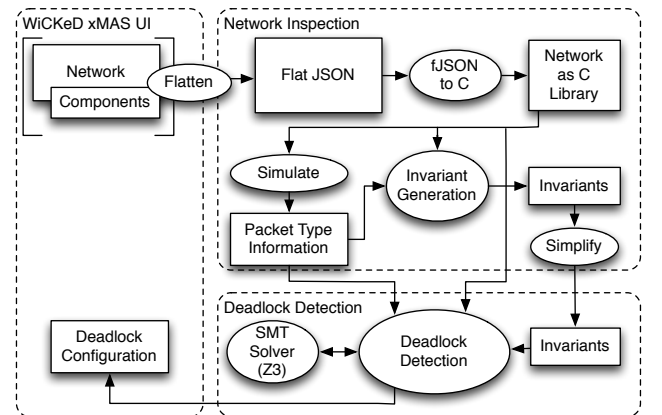 WiCKeD xMAS UI
Network
Components
Flatten
Network Inspection
Flat JSON
fJSON
to C
Network
as C
Library
Simulate
Invariant
Generation
Invariants
Packet Type
Information
Simplify
Deadlock Detection
Deadlock
Configuration
SMT
Solver
(Z3)
Deadlock
Detection
Invariants